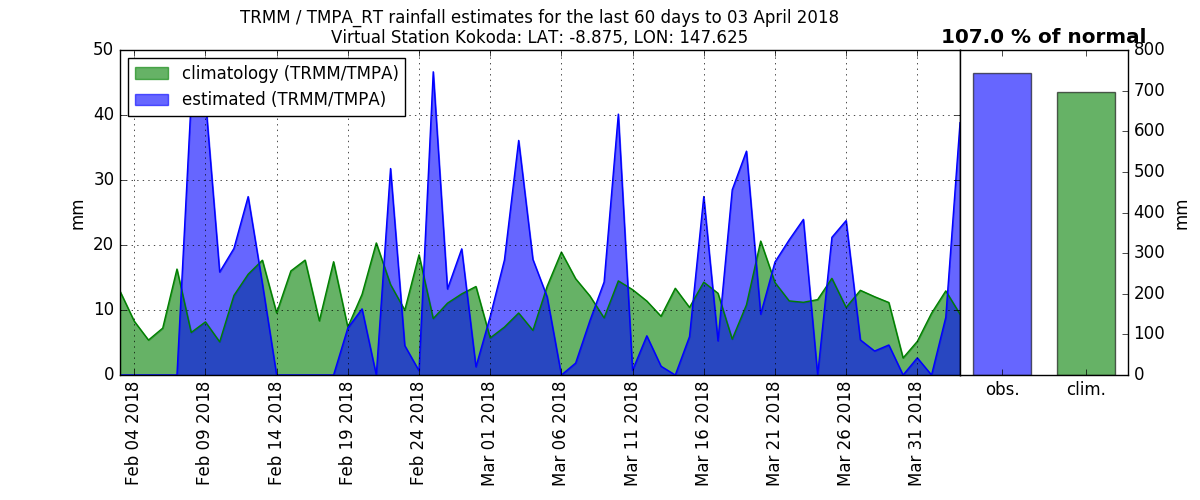 TRMM / TMPA_RT rainfall estimates for the last 60 days to 03 April 2018
Virtual Station Kokoda: LAT: -8.875, LON: 147.625
107.0 % of normal
climatology (TRMM/TMPA)
estimated (TRMM/TMPA)
50
40
30
20
10
0
mm
800
700
600
500
400
300
200
100
0
mm
Feb 04 2018
Feb 09 2018
Feb 14 2018
Feb 19 2018
Feb 24 2018
Mar 01 2018
Mar 06 2018
Mar 11 2018
Mar 16 2018
Mar 21 2018
Mar 26 2018
Mar 31 2018
obs.
clim.